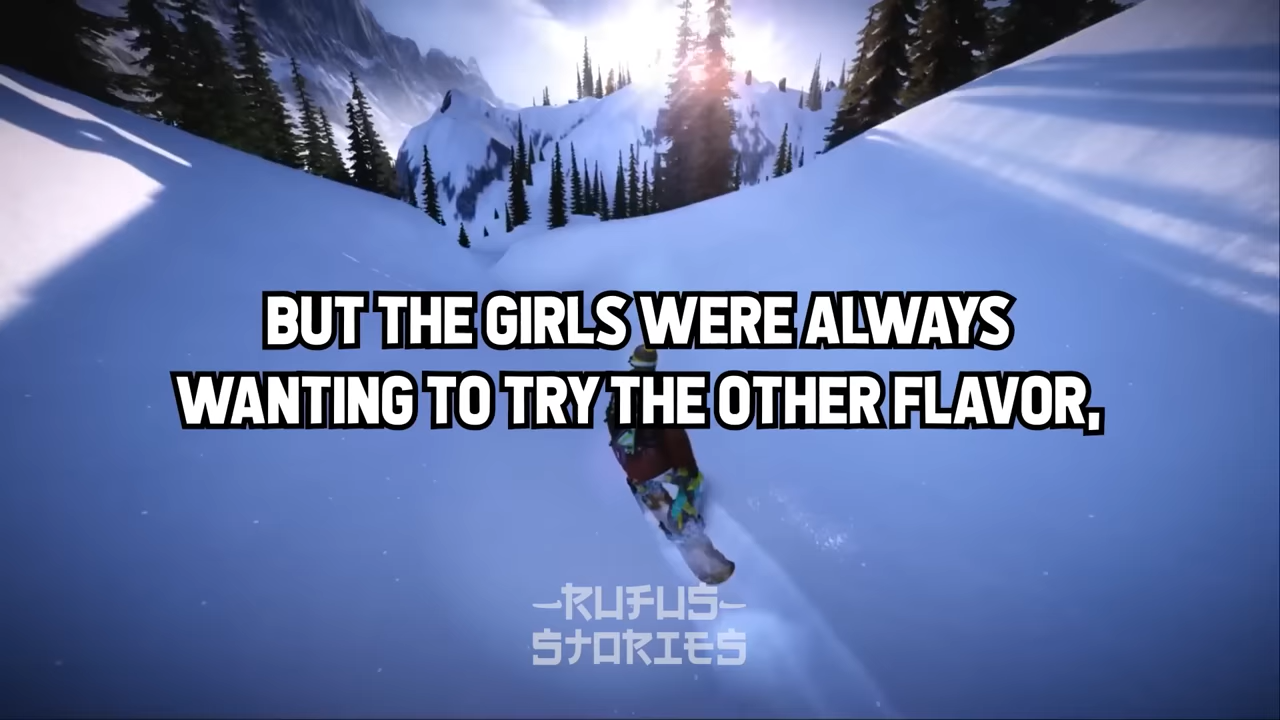 BUT THE GIRLS WERE ALWAYS
WANTING TO TRY THE OTHER FLAVOR,
-RUFUS-
STORIES